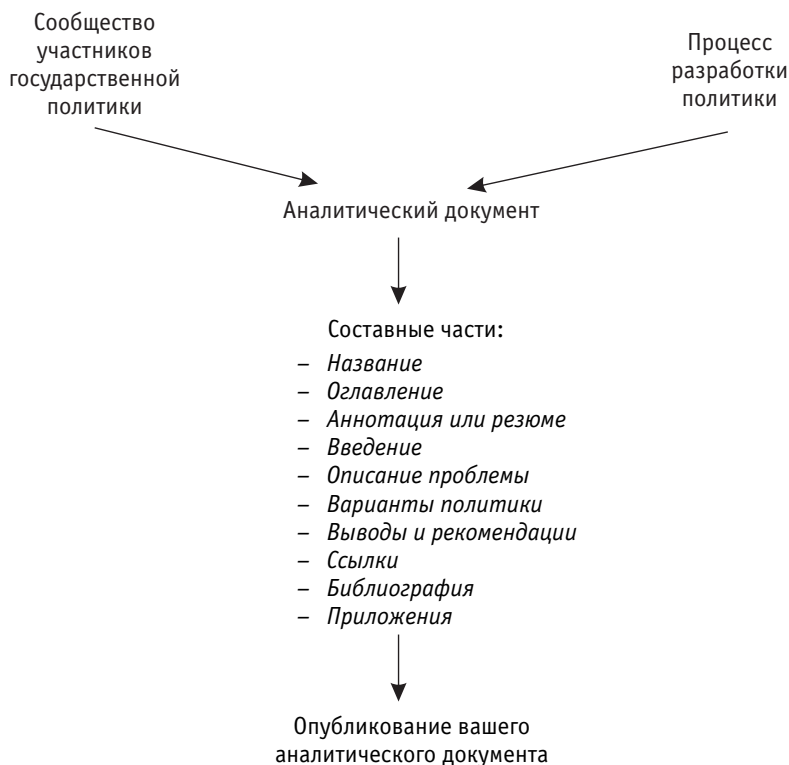 Сообщество
участников
государственной
политики
Процесс
разработки
политики
Аналитический документ
Составные части:
– Название
– Оглавление
– Аннотация или резюме
– Введение
– Описание проблемы
– Варианты политики
– Выводы и рекомендации
– Ссылки
– Библиография
– Приложения
Опубликование вашего
аналитического документа